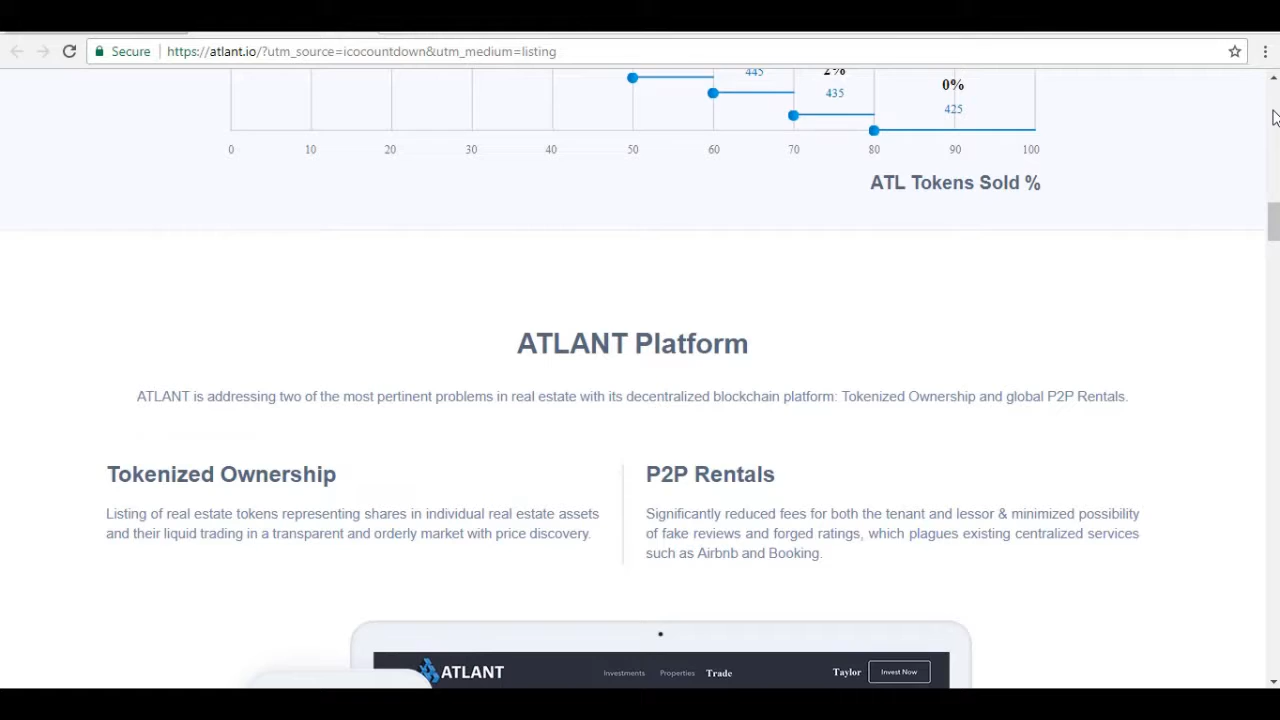 Secure https://atlant.io/?utm_source=icocountdown&utm_medium=listing
445 2% 0%
435 425
0 10 20 30 40 50 60 70 80 90 100
ATL Tokens Sold %
ATLANT Platform
ATLANT is addressing two of the most pertinent problems in real estate with its decentralized blockchain platform: Tokenized Ownership and global P2P Rentals.
Tokenized Ownership
Listing of real estate tokens representing shares in individual real estate assets
and their liquid trading in a transparent and orderly market with price discovery.
P2P Rentals
Significantly reduced fees for both the tenant and lessor & minimized possibility
of fake reviews and forged ratings, which plagues existing centralized services
such as Airbnb and Booking.
ATLANT Investments Properties Trade Taylor Invest Now